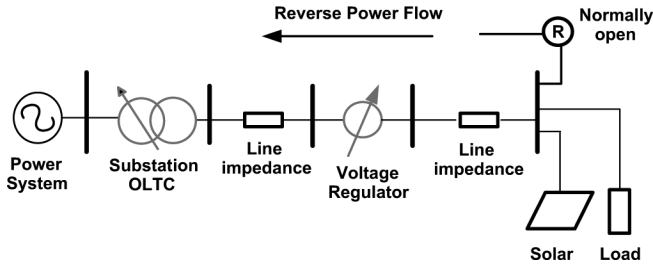 Reverse Power Flow
Normally
open
R
Power
System
Substation
OLTC
Line
impedance
Voltage
Regulator
Line
impedance
Solar
Load